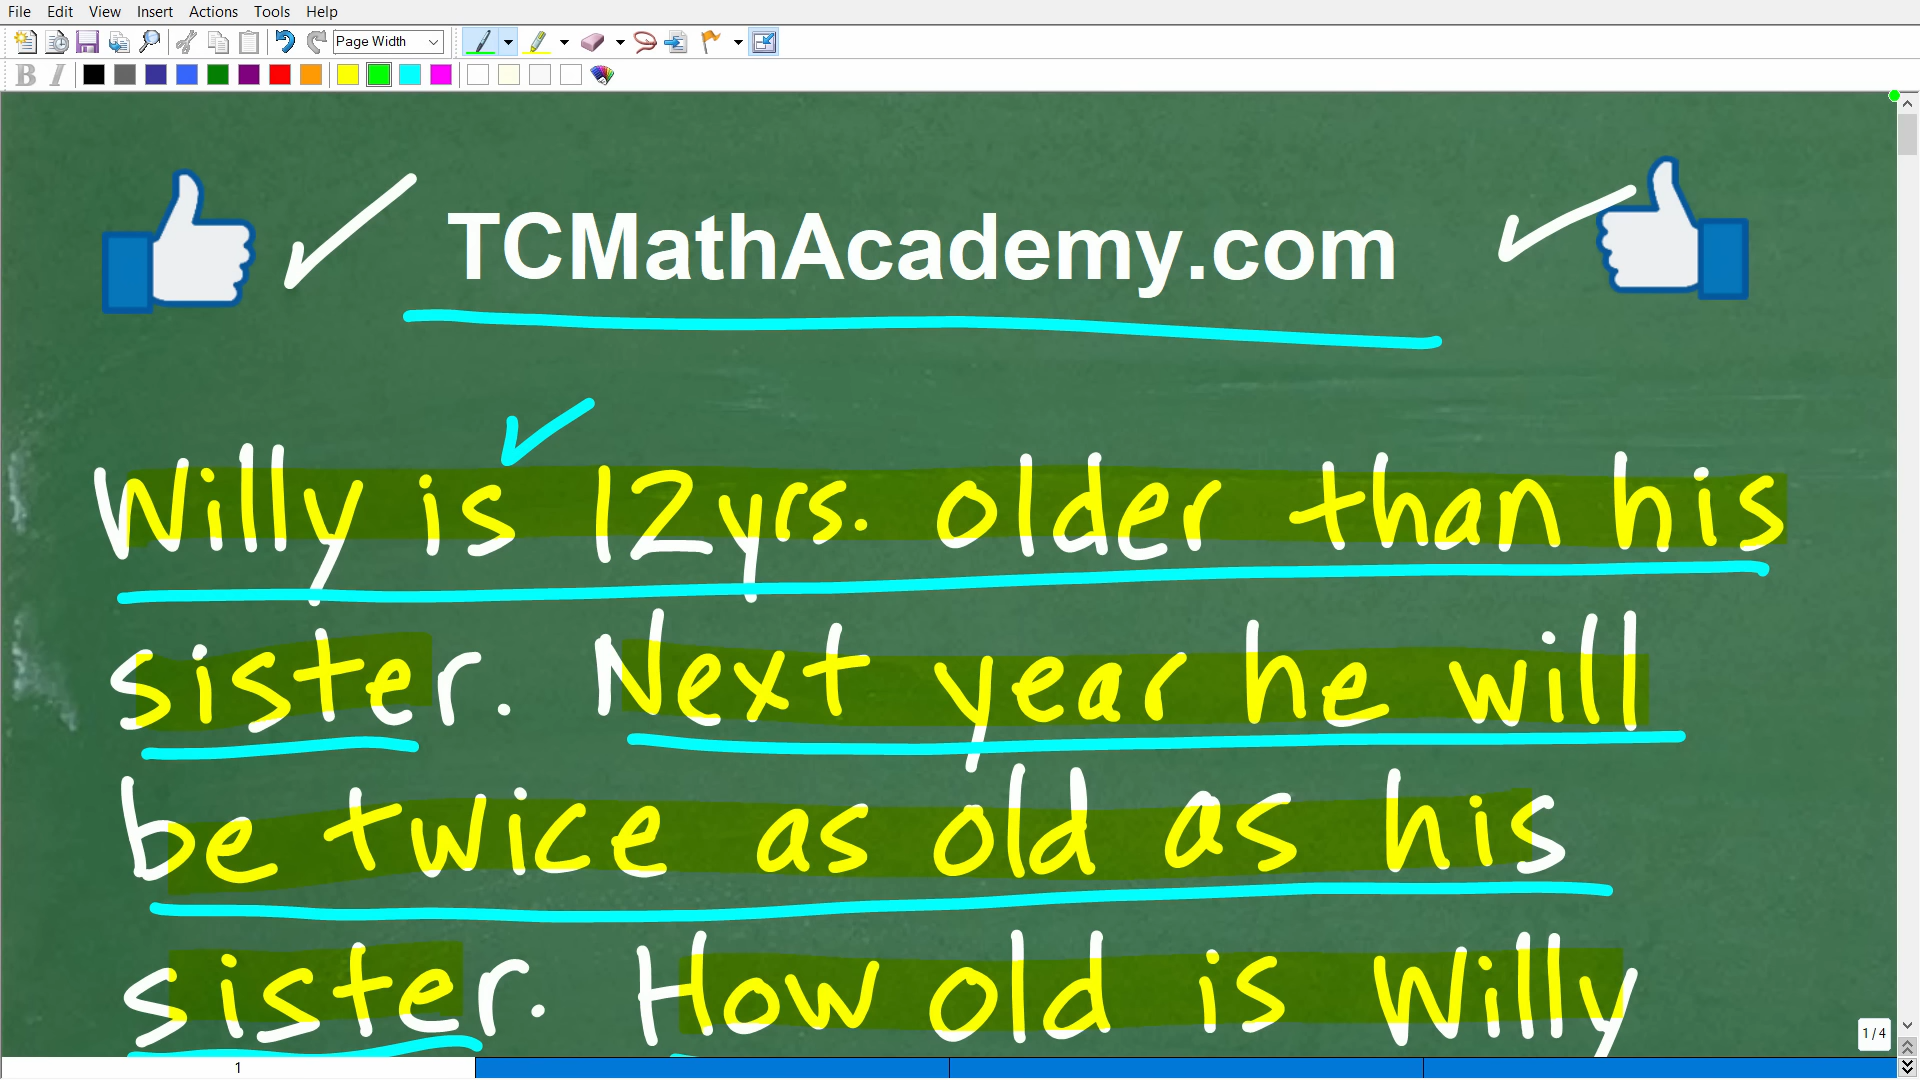 File Edit View Insert Actions Tools Help
Page Width
B I
TCMathAcademy.com
Willy is 12yrs. older than his
sister. Next year he will
be twice as old as his
sister. How old is Willy
1 / 4
1